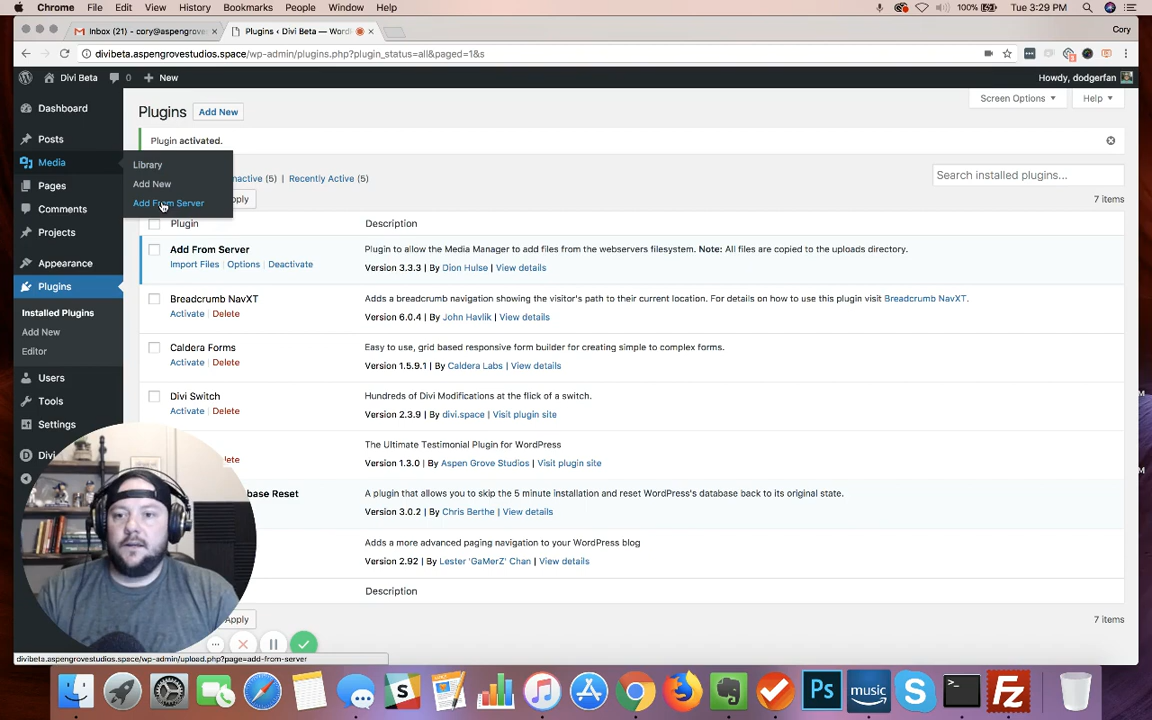 Chrome File Edit View History Bookmarks People Window Help 100% Tue 3:29 PM
Inbox (21) - cory@aspengrove Plugins ‹ Divi Beta — Word Cory
divibeta.aspengrovestudios.space/wp-admin/plugins.php?plugin_status=all&paged=1&s
Divi Beta 0 New Howdy, dodgerfan
Dashboard
Posts
Media
Pages
Comments
Projects
Appearance
Plugins
Installed Plugins
Add New
Editor
Users
Tools
Settings
Divi
Library
Add New
Add From Server
Screen Options Help
Plugins Add New
Plugin activated.
nactive (5) | Recently Active (5)
pply
Search installed plugins...
7 items
Plugin Description
Add From Server Plugin to allow the Media Manager to add files from the webservers filesystem. Note: All files are copied to the uploads directory.
Import Files | Options | Deactivate Version 3.3.3 | By Dion Hulse | View details
Breadcrumb NavXT Adds a breadcrumb navigation showing the visitor's path to their current location. For details on how to use this plugin visit Breadcrumb NavXT.
Activate | Delete Version 6.0.4 | By John Havlik | View details
Caldera Forms Easy to use, grid based responsive form builder for creating simple to complex forms.
Activate | Delete Version 1.5.9.1 | By Caldera Labs | View details
Divi Switch Hundreds of Divi Modifications at the flick of a switch.
Activate | Delete Version 2.3.9 | By divi.space | Visit plugin site
The Ultimate Testimonial Plugin for WordPress
lete Version 1.3.0 | By Aspen Grove Studios | Visit plugin site
base Reset A plugin that allows you to skip the 5 minute installation and reset WordPress's database back to its original state.
Version 3.0.2 | By Chris Berthe | View details
Adds a more advanced paging navigation to your WordPress blog
Version 2.92 | By Lester 'GaMerZ' Chan | View details
Description
Apply 7 items
divibeta.aspengrovestudios.space/wp-admin/upload.php?page=add-from-server
Ps music